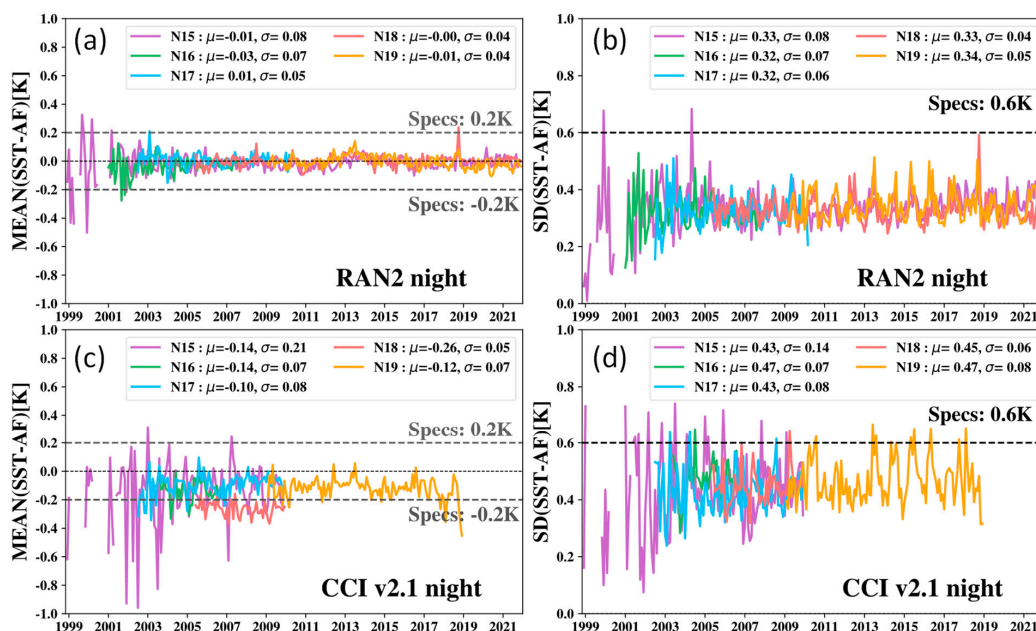 (a)
N15 : μ=-0.01, σ= 0.08
N16 : μ=-0.03, σ= 0.07
N17 : μ= 0.01, σ= 0.05
N18 : μ=-0.00, σ= 0.04
N19 : μ=-0.01, σ= 0.04
Specs: 0.2K
Specs: -0.2K
RAN2 night
MEAN(SST-AF)[K]
1.0
0.8
0.6
0.4
0.2
0.0
-0.2
-0.4
-0.6
-0.8
-1.0
1999 2001 2003 2005 2007 2009 2011 2013 2015 2017 2019 2021
(b)
N15 : μ= 0.33, σ= 0.08
N16 : μ= 0.32, σ= 0.07
N17 : μ= 0.32, σ= 0.06
N18 : μ= 0.33, σ= 0.04
N19 : μ= 0.34, σ= 0.05
Specs: 0.6K
RAN2 night
SD(SST-AF)[K]
1.0
0.8
0.6
0.4
0.2
0.0
1999 2001 2003 2005 2007 2009 2011 2013 2015 2017 2019 2021
(c)
N15 : μ=-0.14, σ= 0.21
N16 : μ=-0.14, σ= 0.07
N17 : μ=-0.10, σ= 0.08
N18 : μ=-0.26, σ= 0.05
N19 : μ=-0.12, σ= 0.07
Specs: 0.2K
Specs: -0.2K
CCI v2.1 night
MEAN(SST-AF)[K]
1.0
0.8
0.6
0.4
0.2
0.0
-0.2
-0.4
-0.6
-0.8
-1.0
1999 2001 2003 2005 2007 2009 2011 2013 2015 2017 2019 2021
(d)
N15 : μ= 0.43, σ= 0.14
N16 : μ= 0.47, σ= 0.07
N17 : μ= 0.43, σ= 0.08
N18 : μ= 0.45, σ= 0.06
N19 : μ= 0.47, σ= 0.08
Specs: 0.6K
CCI v2.1 night
SD(SST-AF)[K]
1.0
0.8
0.6
0.4
0.2
0.0
1999 2001 2003 2005 2007 2009 2011 2013 2015 2017 2019 2021